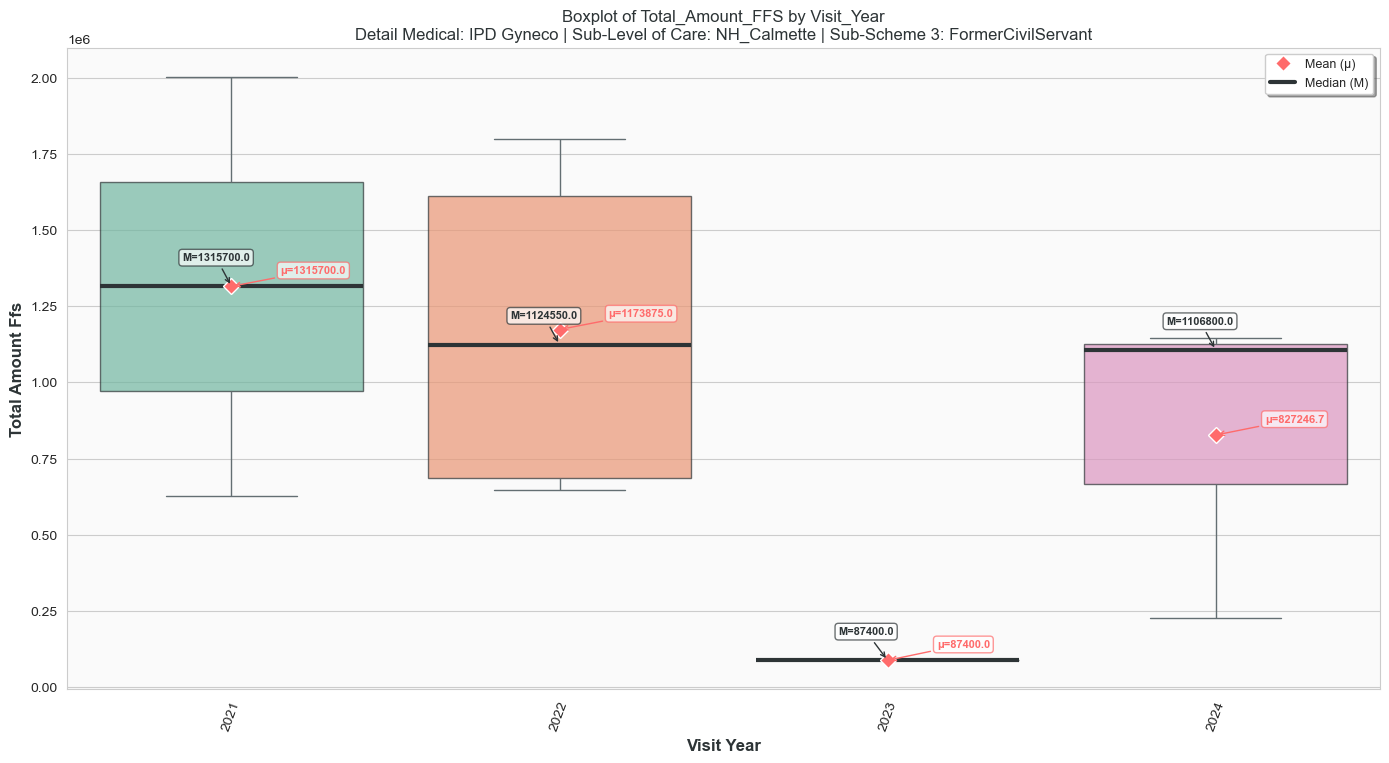 Boxplot of Total_Amount_FFS by Visit_Year
Detail Medical: IPD Gyneco | Sub-Level of Care: NH_Calmette | Sub-Scheme 3: FormerCivilServant
1e6
Mean (μ)
Median (M)
2.00
1.75
1.50
1.25
1.00
0.75
0.50
0.25
0.00
Total Amount Ffs
M=1315700.0
μ=1315700.0
M=1124550.0
μ=1173875.0
M=87400.0
μ=87400.0
M=1106800.0
μ=827246.7
2021
2022
2023
2024
Visit Year